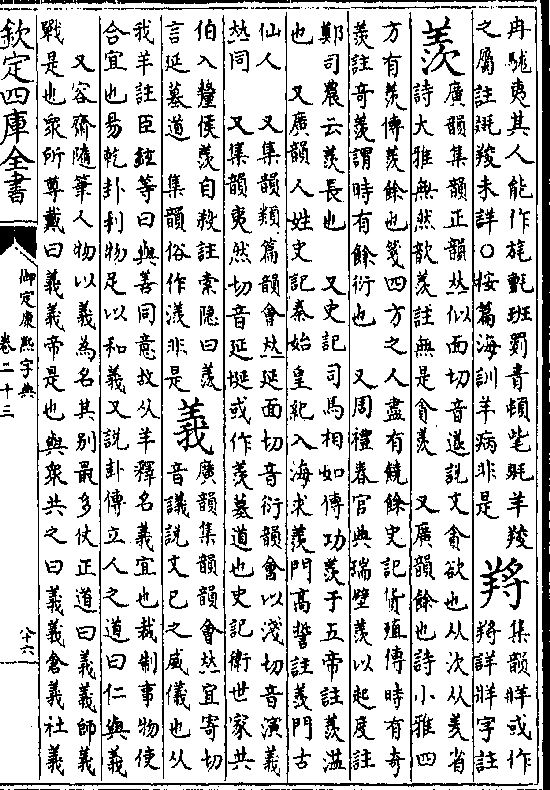 冉駹夷其人能作旄氈班罽青頓毞毲羊羧
之屬註毲羧未詳○按篇海訓羊病非是　羘集韻牂或作
羘詳牂字註
羨廣韻集韻正韻𠀤似面切音遂說文貪欲也从次从羑省
詩大雅無然歆羨註無是貪羨　又廣韻餘也詩小雅四
方有羨傳羨餘也箋四方之人盡有饒餘史記貨殖傳時有奇
羨註奇羨謂時有餘衍也　又周禮春官典瑞璧羨以起度註
鄭司農云羨長也　又史記司馬相如傳功羨于五帝註羨溢
也　又廣韻人姓史記秦始皇紀入海求羨門高誓註羨門古
仙人　又集韻類篇韻會𠀤延面切音衍韻會以淺切音演義
𠀤同　又集韻夷然切音延埏或作羨墓道也史記衞世家共
伯入釐侯羨自殺註索隱曰羨
言延墓道　集韻俗作羡非是　義廣韻集韻韻會𠀤宜寄切
音議說文已之威儀也从
我羊註臣鉉等曰與善同意故从羊釋名義宜也裁制事物使
合宜也易乾卦利物足以和義又說卦傳立人之道曰仁與義
又容齋隨筆人物以義爲名其別最多仗正道曰義義師義
戰是也衆所尊戴曰義義帝是也與衆共之曰義義倉義社義
欽定四庫全書
御定康熙字典
卷二十三